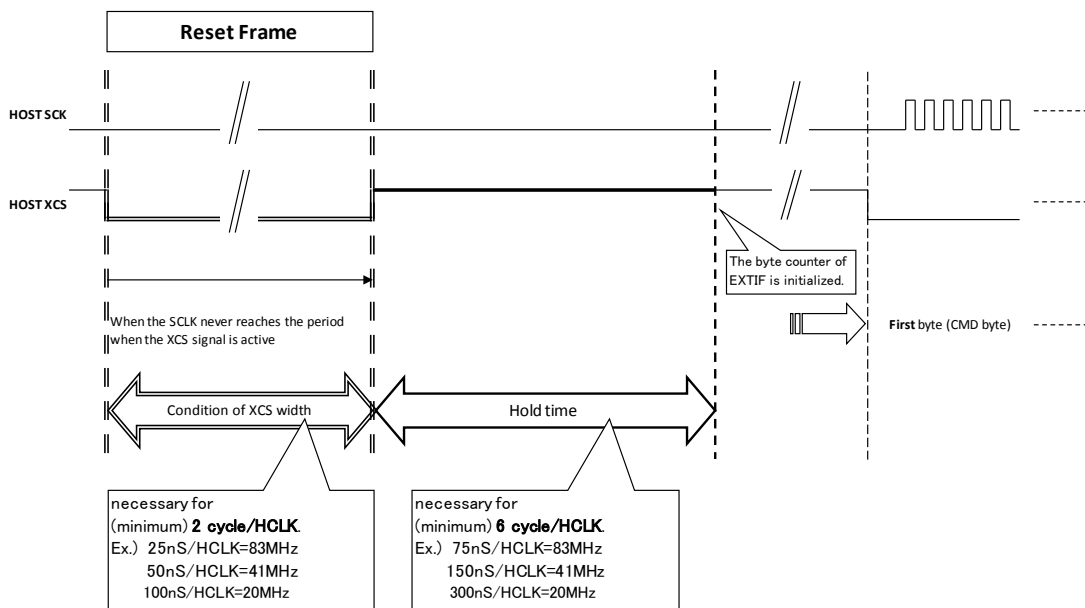 Reset Frame
HOST SCK
HOST XCS
The byte counter of
EXTIF is initialized.
When the SCLK never reaches the period
when the XCS signal is active
First byte (CMD byte)
Condition of XCS width
Hold time
necessary for
(minimum) 2 cycle/HCLK.
Ex.) 25nS/HCLK=83MHz
50nS/HCLK=41MHz
100nS/HCLK=20MHz
necessary for
(minimum) 6 cycle/HCLK.
Ex.) 75nS/HCLK=83MHz
150nS/HCLK=41MHz
300nS/HCLK=20MHz